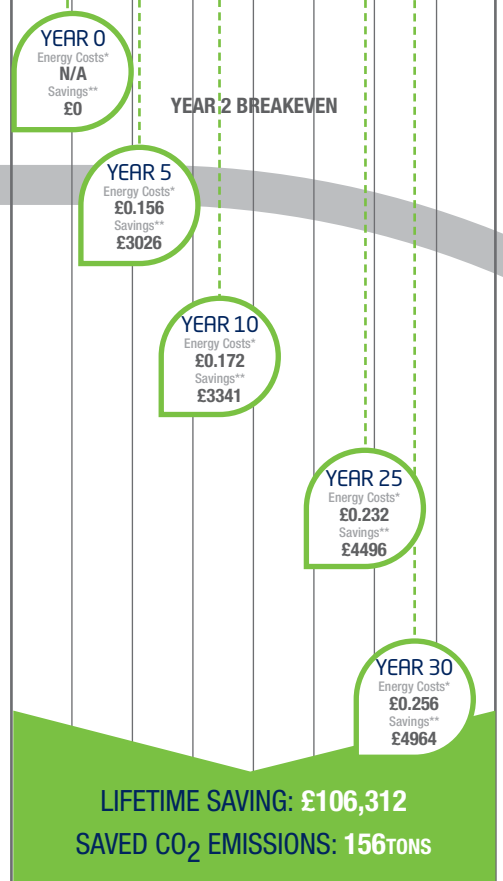 YEAR 0
Energy Costs*
N/A
Savings**
£0
YEAR 2 BREAKEVEN
YEAR 5
Energy Costs*
£0.156
Savings**
£3026
YEAR 10
Energy Costs*
£0.172
Savings**
£3341
YEAR 25
Energy Costs*
£0.232
Savings**
£4496
YEAR 30
Energy Costs*
£0.256
Savings**
£4964
LIFETIME SAVING: £106,312
SAVED CO2 EMISSIONS: 156TONS